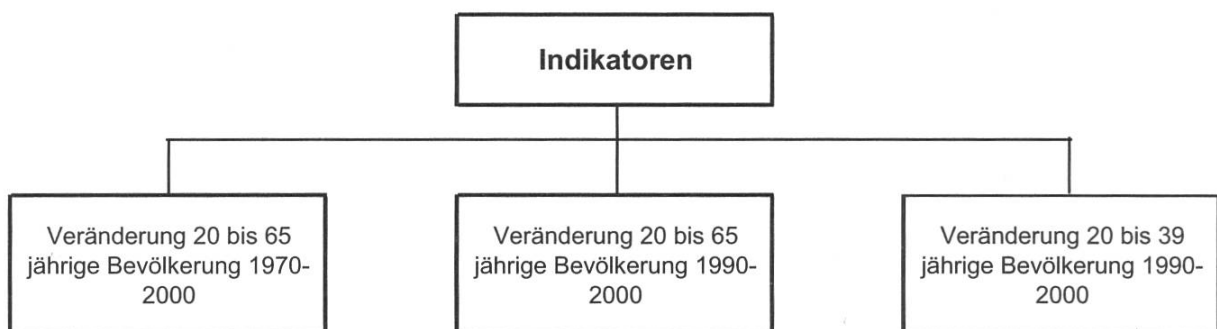 Indikatoren
Veränderung 20 bis 65
jährige Bevölkerung 1970-
2000
Veränderung 20 bis 65
jährige Bevölkerung 1990-
2000
Veränderung 20 bis 39
jährige Bevölkerung 1990-
2000